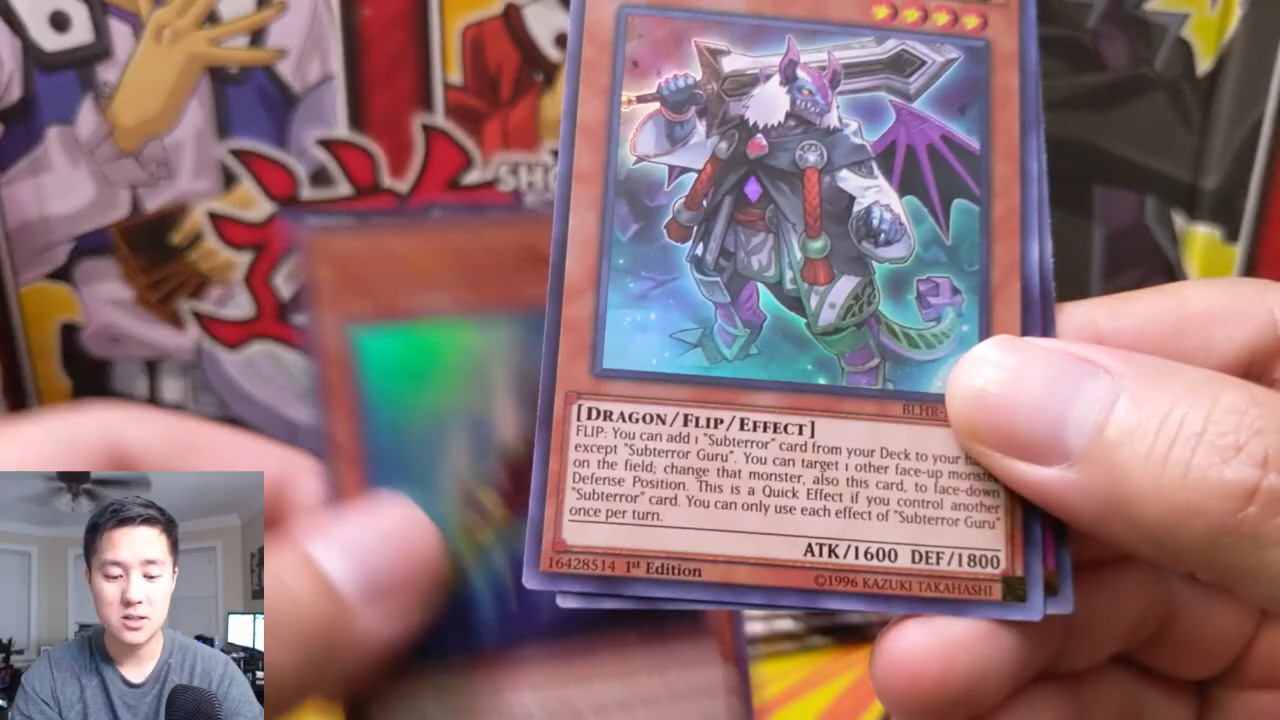 SHO
BLHR-
[DRAGON/FLIP/EFFECT]
FLIP: You can add 1 "Subterror" card from your Deck to your
except "Subterror Guru". You can target 1 other face-up monster
on the field; change that monster, also this card, to face-down
Defense Position. This is a Quick Effect if you control another
"Subterror" card. You can only use each effect of "Subterror Guru"
once per turn.
ATK/1600 DEF/1800
16428514 1st Edition
©1996 KAZUKI TAKAHASHI